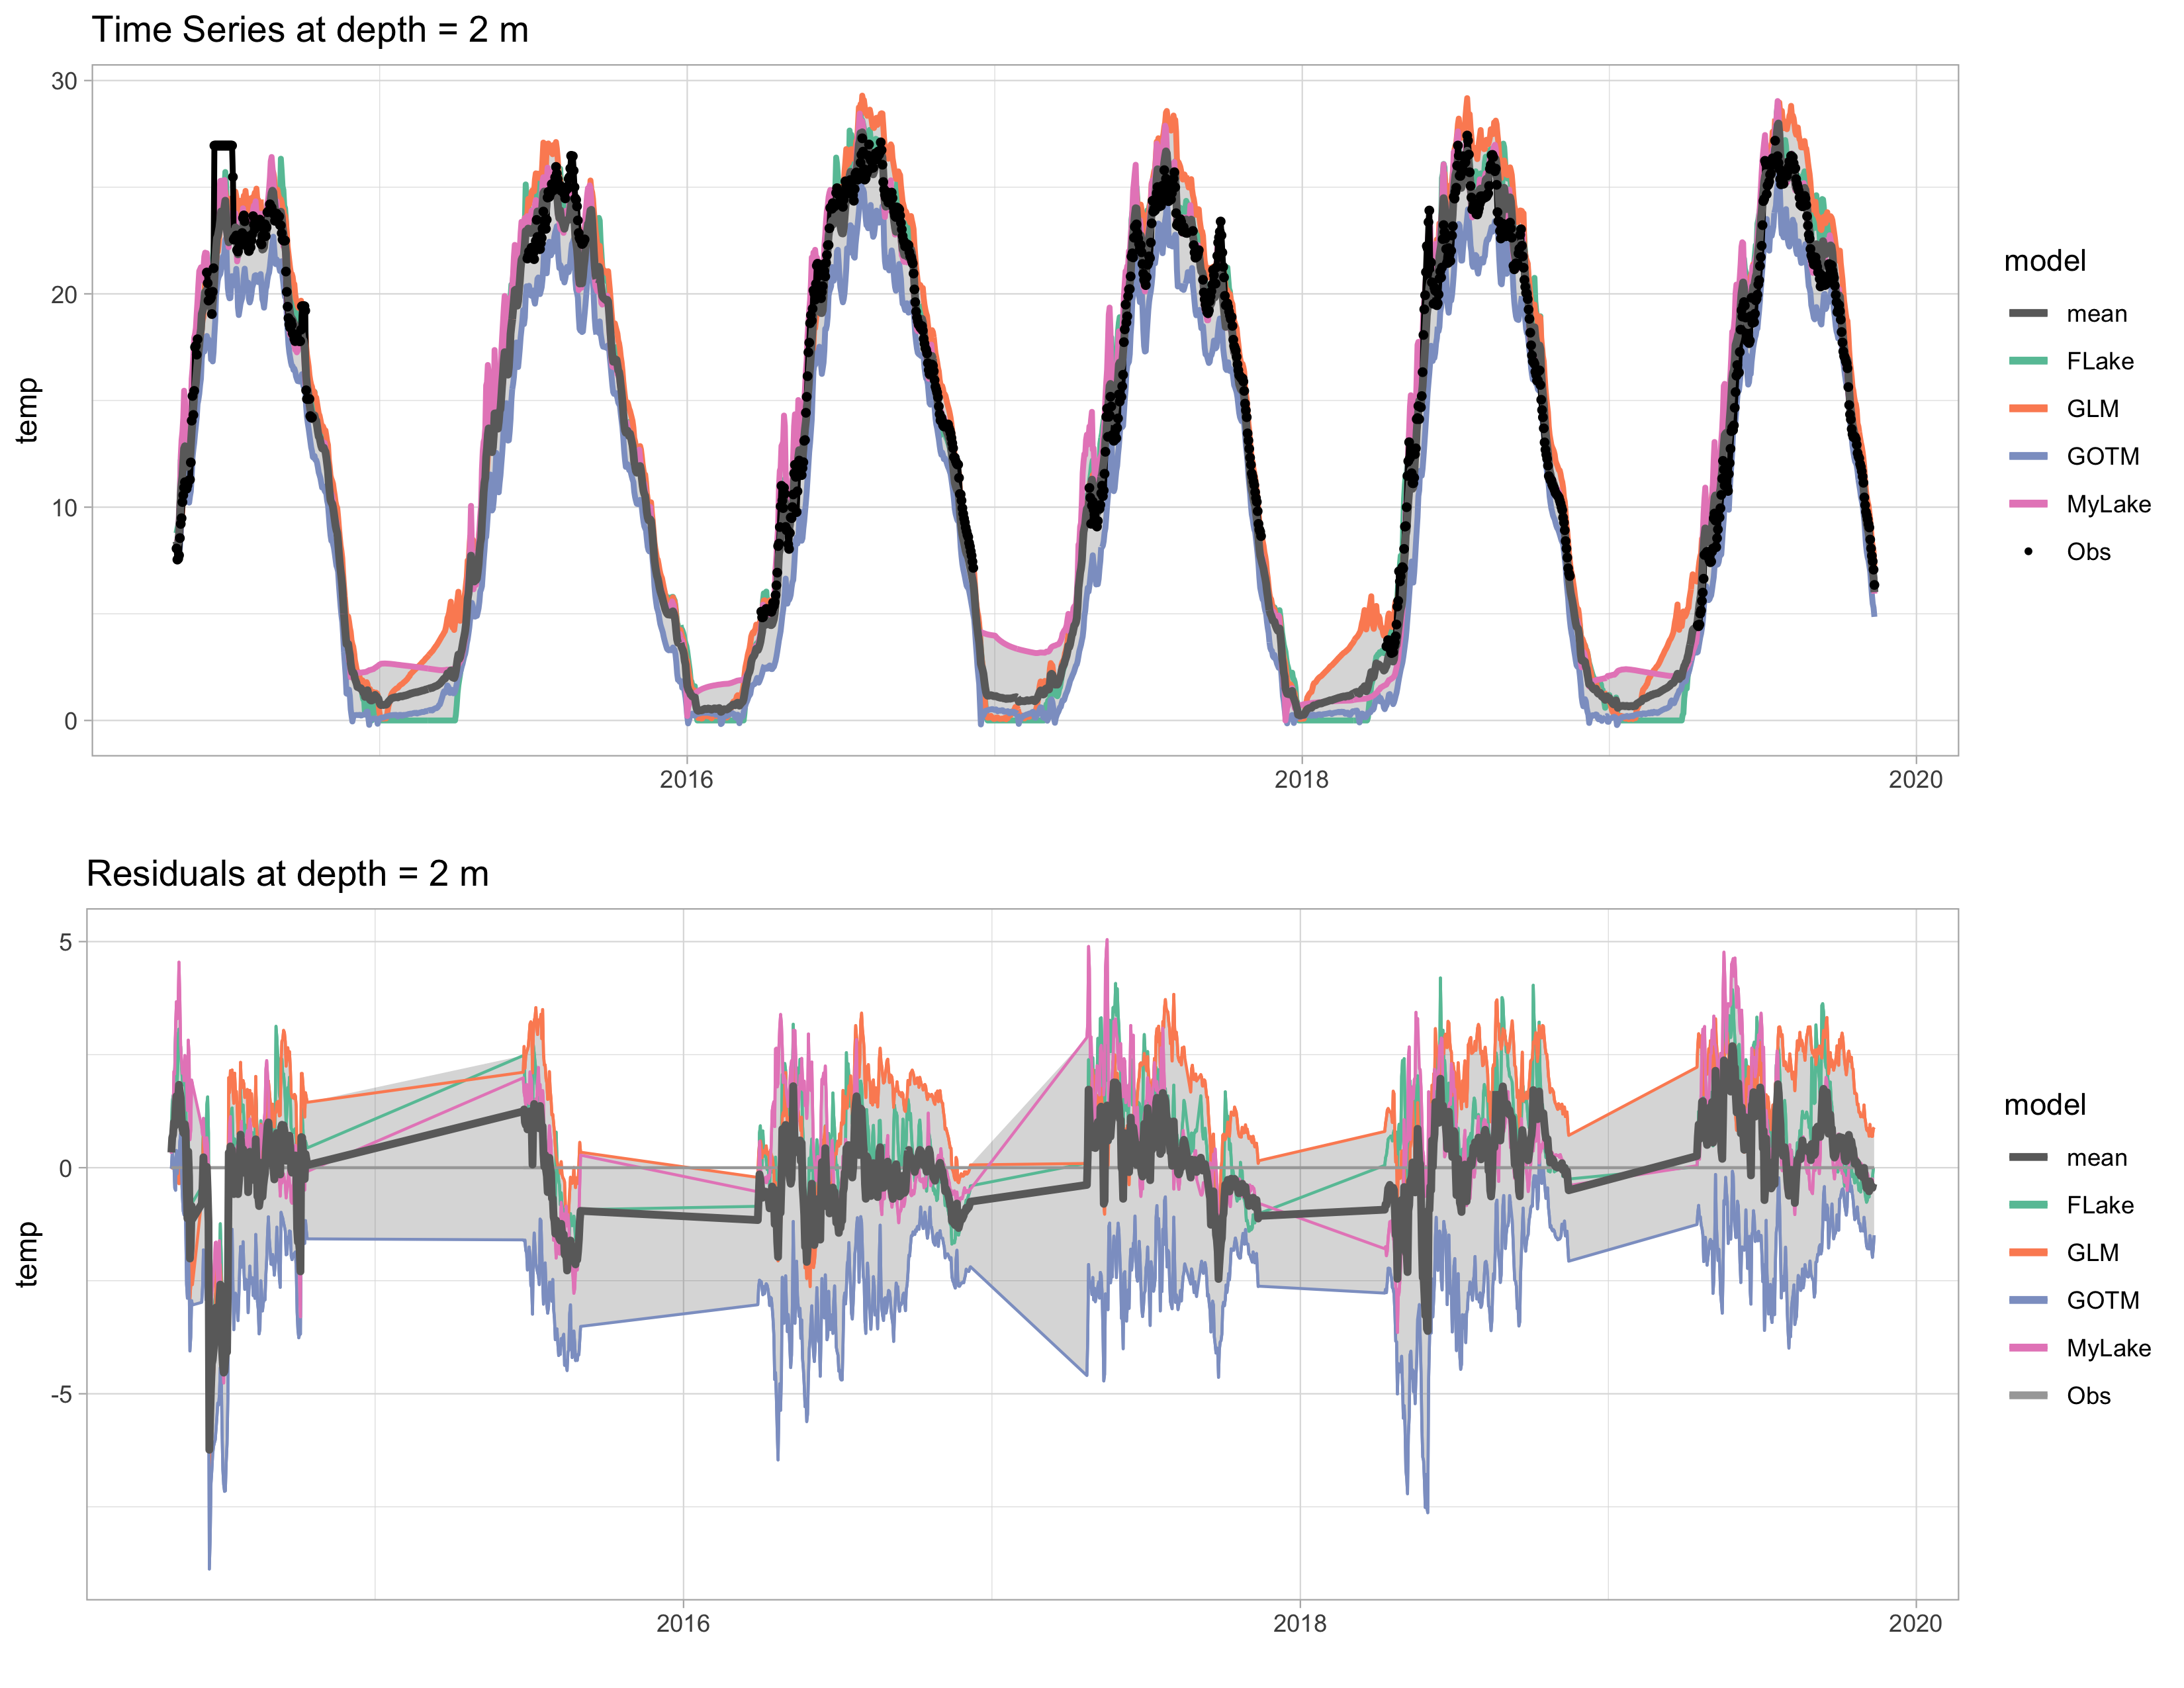 Time Series at depth = 2 m
30
20
10
0
temp
2016
2018
2020
model
mean
FLake
GLM
GOTM
MyLake
Obs
Residuals at depth = 2 m
5
0
-5
temp
2016
2018
2020
model
mean
FLake
GLM
GOTM
MyLake
Obs